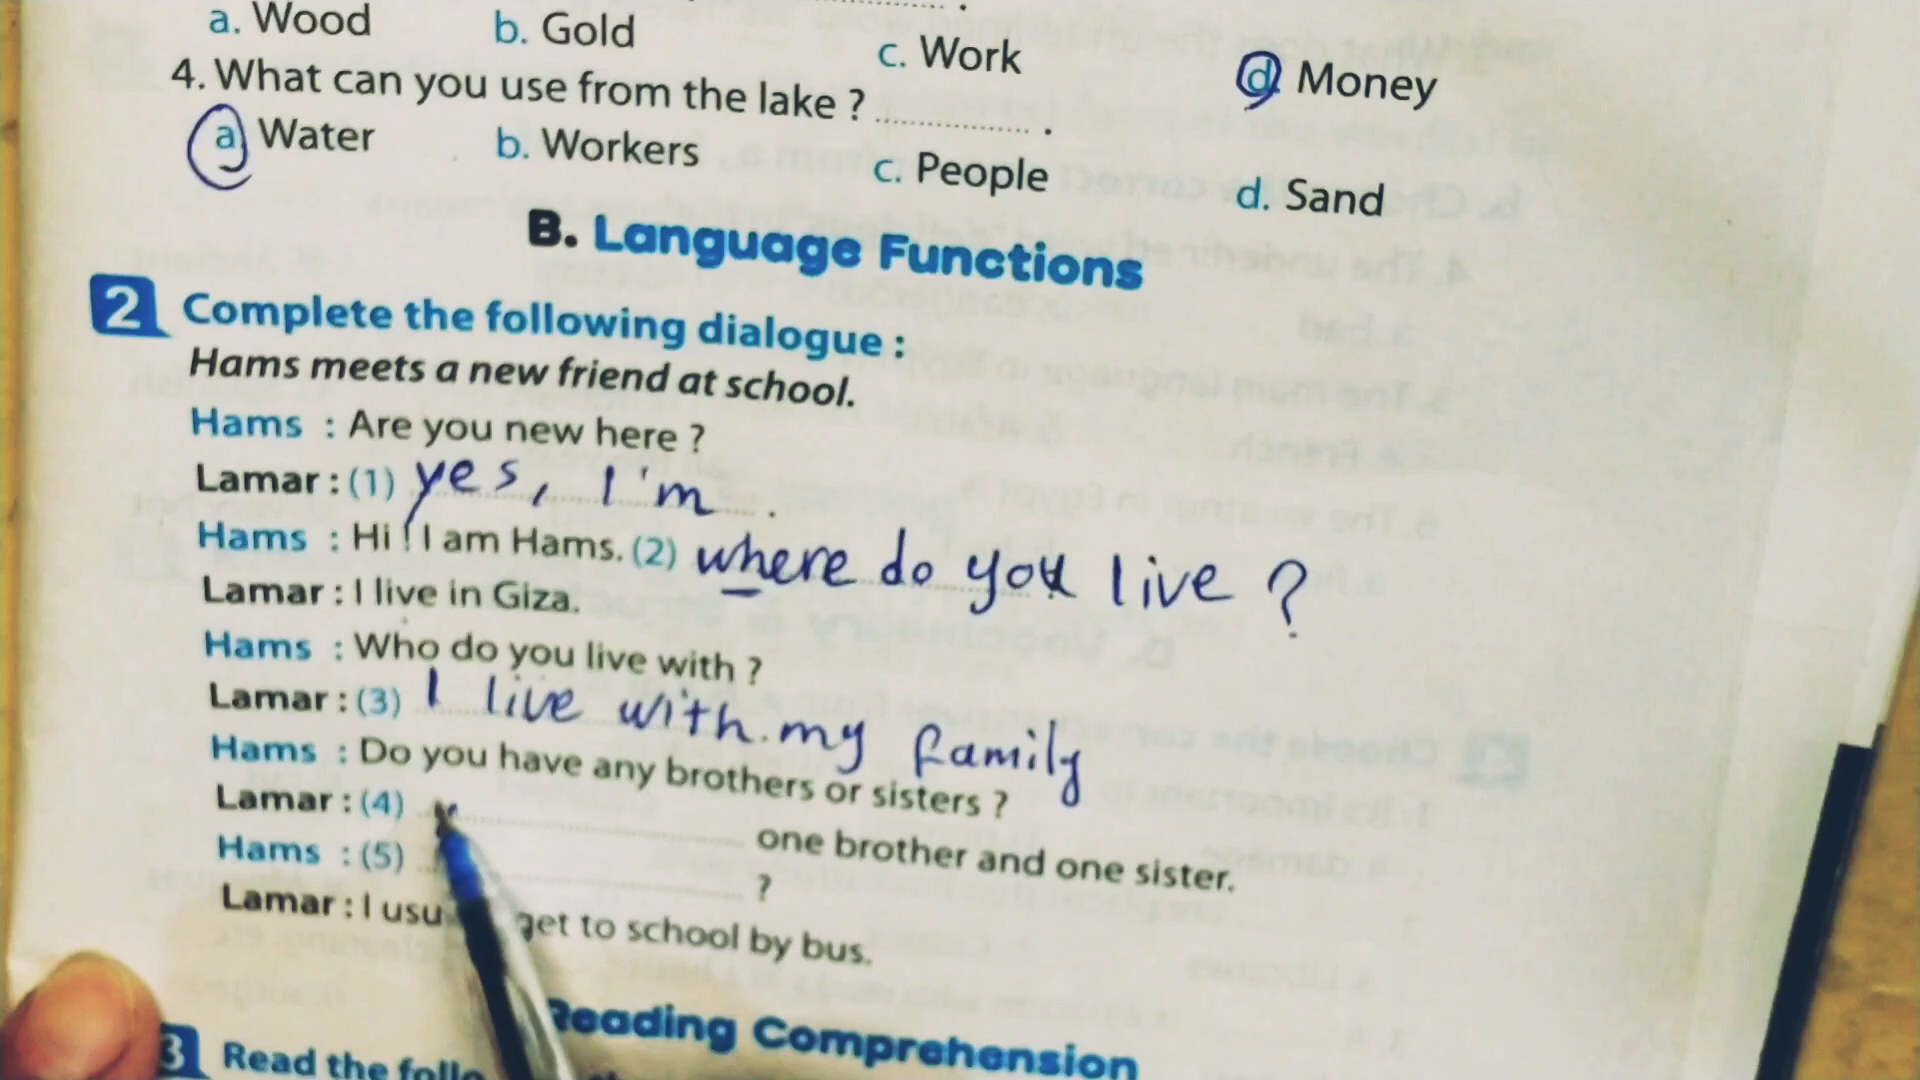 a. Wood b. Gold c. Work d. Money
4. What can you use from the lake ? .
a. Water b. Workers c. People d. Sand
B. Language Functions
2 Complete the following dialogue :
Hams meets a new friend at school.
Hams : Are you new here ?
Lamar : (1) yes, I'm .
Hams : Hi ! I am Hams. (2) where do you live ?
Lamar : I live in Giza.
Hams : Who do you live with ?
Lamar : (3) I live with my family
Hams : Do you have any brothers or sisters ?
Lamar : (4) one brother and one sister.
Hams : (5) ?
Lamar : I usu get to school by bus.
Reading Comprehension
3 Read the follo